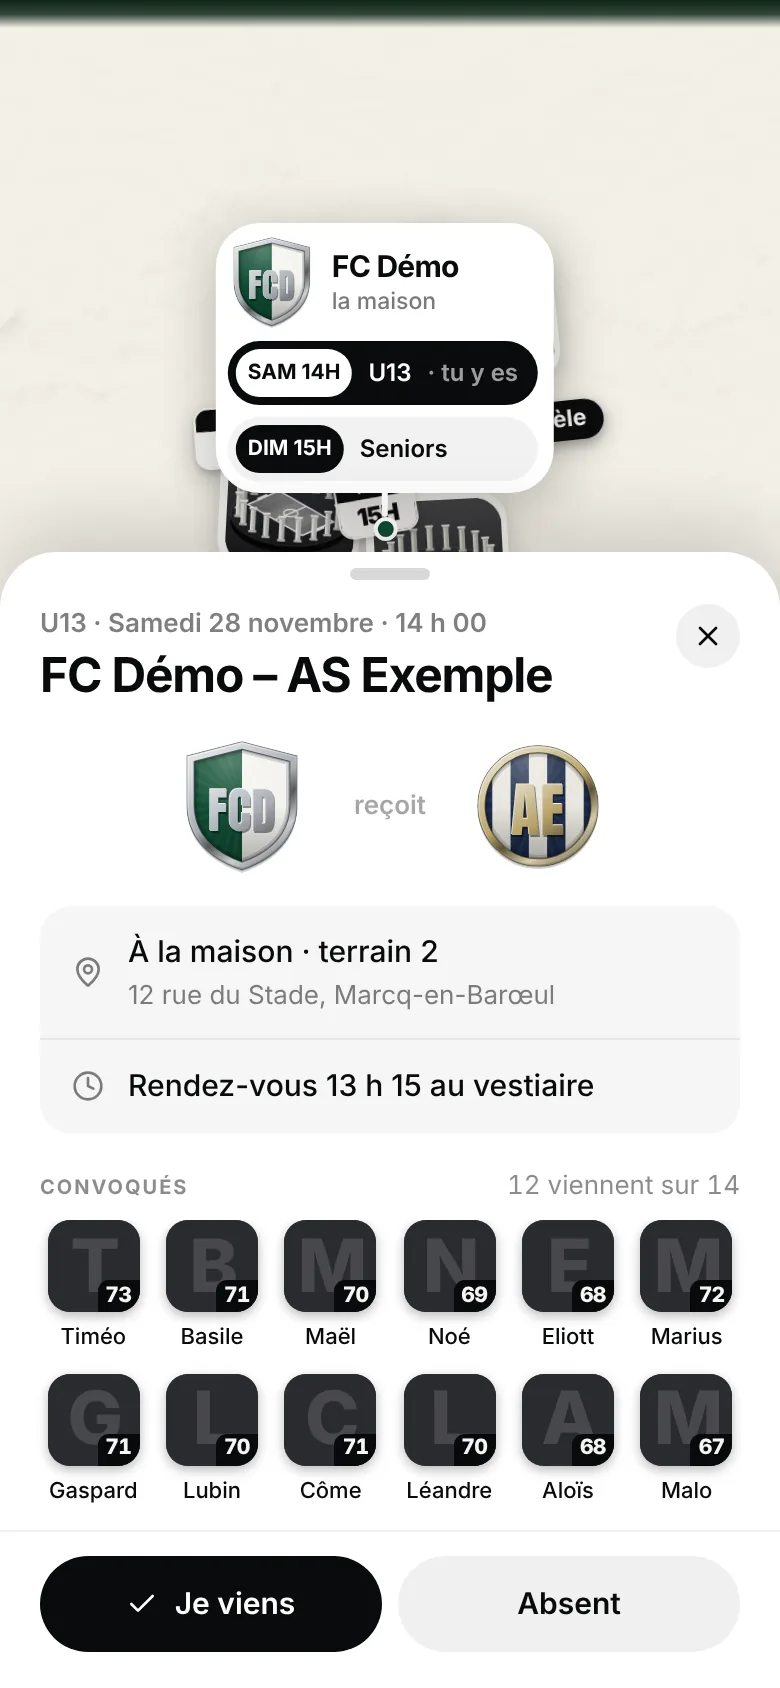 FCD
FC Démo
la maison
SAM 14H U13 · tu y es
èle
DIM 15H Seniors
15H
U13 · Samedi 28 novembre · 14 h 00
FC Démo – AS Exemple
FCD reçoit AE
À la maison · terrain 2
12 rue du Stade, Marcq-en-Barœul
Rendez-vous 13 h 15 au vestiaire
CONVOQUÉS 12 viennent sur 14
T 73 B 71 M 70 N 69 E 68 M 72
Timéo Basile Maël Noé Eliott Marius
G 71 L 70 C 71 L 70 A 68 M 67
Gaspard Lubin Côme Léandre Aloïs Malo
Je viens Absent